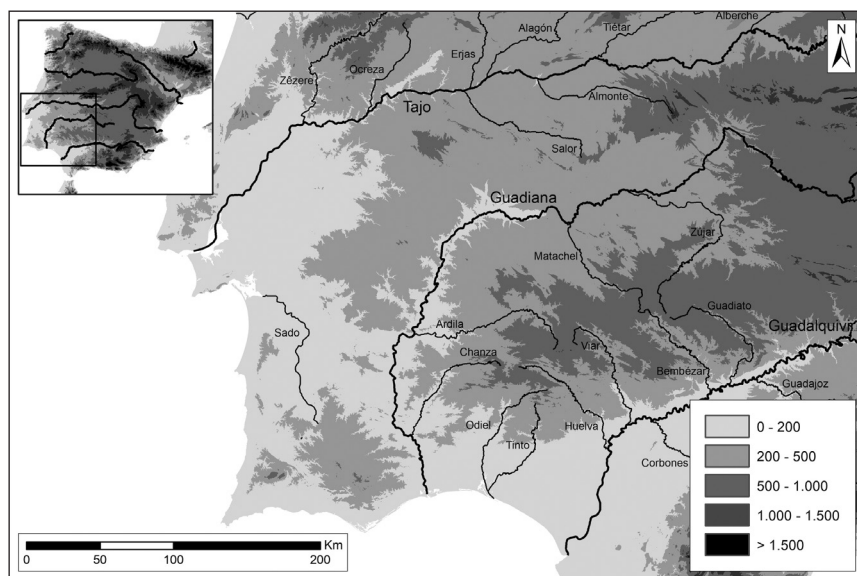 N
Alagón
Tiétar
Alberche
Erjas
Zêzere
Ocreza
Tajo
Almonte
Salor
Guadiana
Zújar
Matachel
Sado
Ardila
Guadiato
Guadalquivir
Chanza
Viar
Bembézar
Guadajoz
Odiel
Huelva
Tinto
Corbones
0 - 200
200 - 500
500 - 1.000
1.000 - 1.500
> 1.500
Km
0 50 100 200